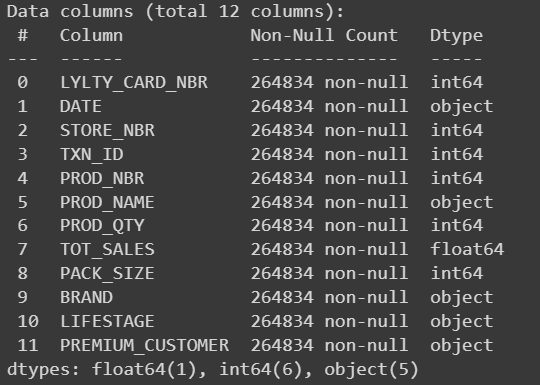 Data columns (total 12 columns):
 #   Column            Non-Null Count   Dtype
---  ------            --------------   -----
 0   LYLTY_CARD_NBR    264834 non-null  int64
 1   DATE              264834 non-null  object
 2   STORE_NBR         264834 non-null  int64
 3   TXN_ID            264834 non-null  int64
 4   PROD_NBR          264834 non-null  int64
 5   PROD_NAME         264834 non-null  object
 6   PROD_QTY          264834 non-null  int64
 7   TOT_SALES         264834 non-null  float64
 8   PACK_SIZE         264834 non-null  int64
 9   BRAND             264834 non-null  object
 10  LIFESTAGE         264834 non-null  object
 11  PREMIUM_CUSTOMER  264834 non-null  object
dtypes: float64(1), int64(6), object(5)